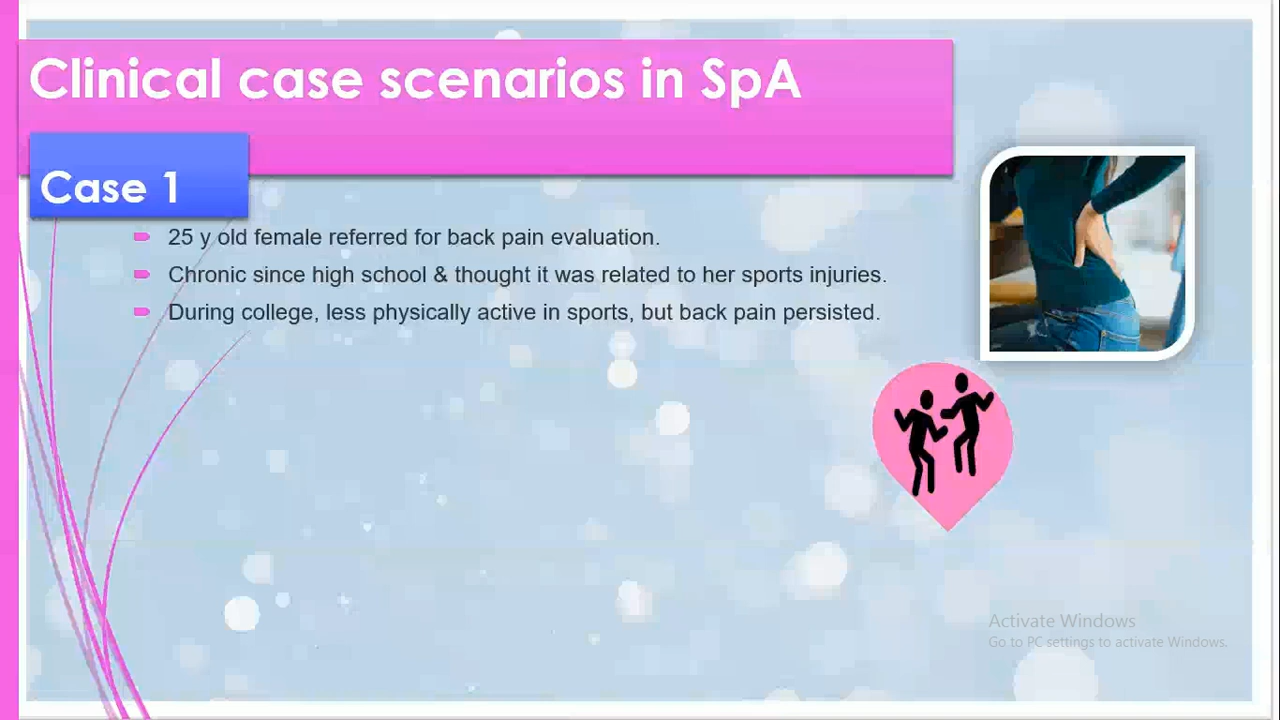 Clinical case scenarios in SpA
Case 1
25 y old female referred for back pain evaluation.
Chronic since high school & thought it was related to her sports injuries.
During college, less physically active in sports, but back pain persisted.
Activate Windows
Go to PC settings to activate Windows.